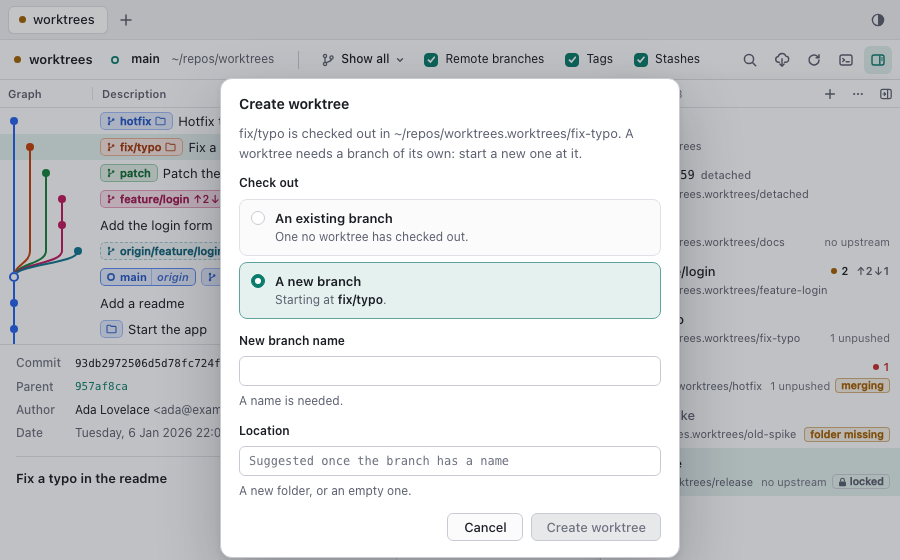 worktrees
worktrees main ~/repos/worktrees Show all Remote branches Tags Stashes
Graph Description
hotfix Hotfix
fix/typo Fix a
patch Patch the
feature/login ↑2↓
Add the login form
origin/feature/login
main origin
Add a readme
Start the app
Commit 93db2972506d5d78fc724f
Parent 957af8ca
Author Ada Lovelace <ada@exam
Date Tuesday, 6 Jan 2026 22:0
Fix a typo in the readme
Create worktree
fix/typo is checked out in ~/repos/worktrees.worktrees/fix-typo. A
worktree needs a branch of its own: start a new one at it.
Check out
An existing branch
One no worktree has checked out.
A new branch
Starting at fix/typo.
New branch name
A name is needed.
Location
Suggested once the branch has a name
A new folder, or an empty one.
Cancel Create worktree
rees
59 detached
es.worktrees/detached
rees.worktrees/docs no upstream
/login 2 ↑2↓1
rees.worktrees/feature-login
rees.worktrees/fix-typo 1 unpushed
1
worktrees/hotfix 1 unpushed merging
ike
es.worktrees/old-spike folder missing
ktrees/release no upstream locked